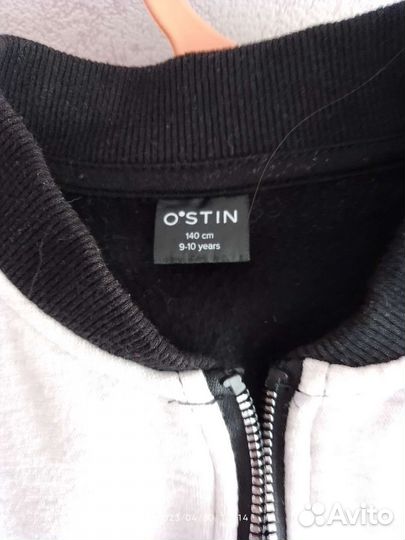 O'STIN
140 cm
9-10 years
Avito